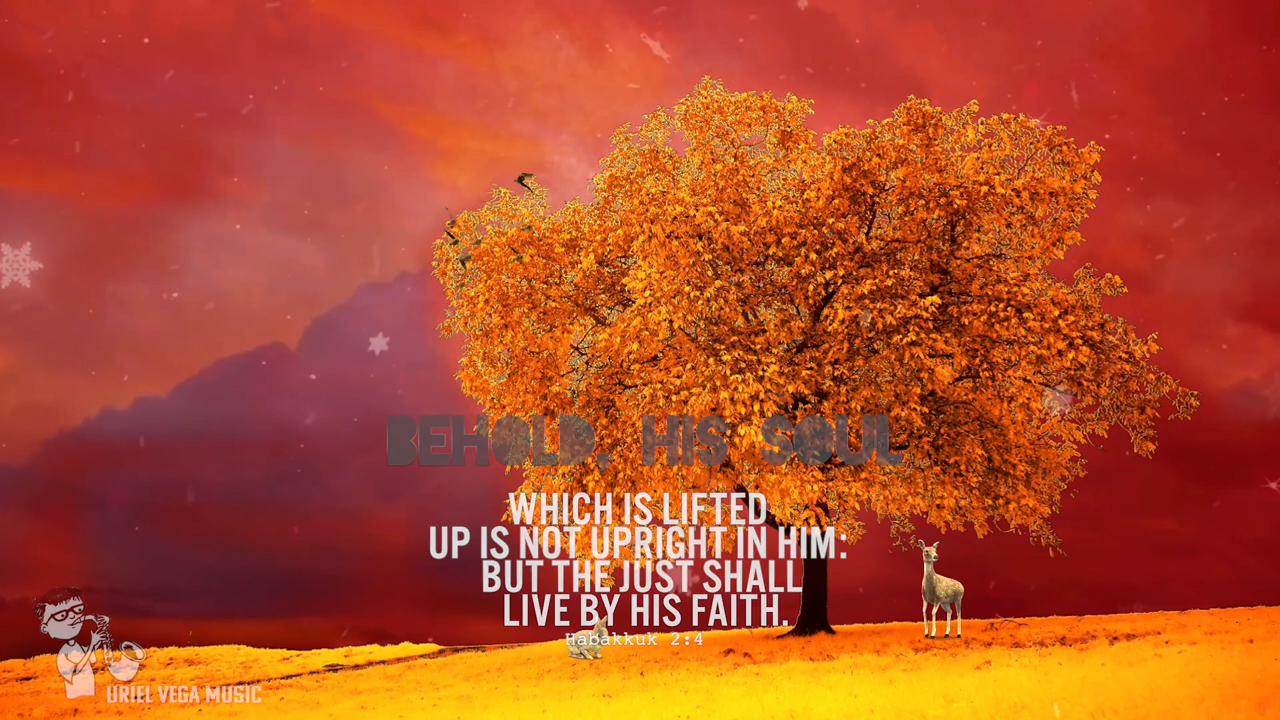 BEHOLD, HIS SOUL
WHICH IS LIFTED
UP IS NOT UPRIGHT IN HIM:
BUT THE JUST SHALL
LIVE BY HIS FAITH.
Habakkuk 2:4
URIEL VEGA MUSIC